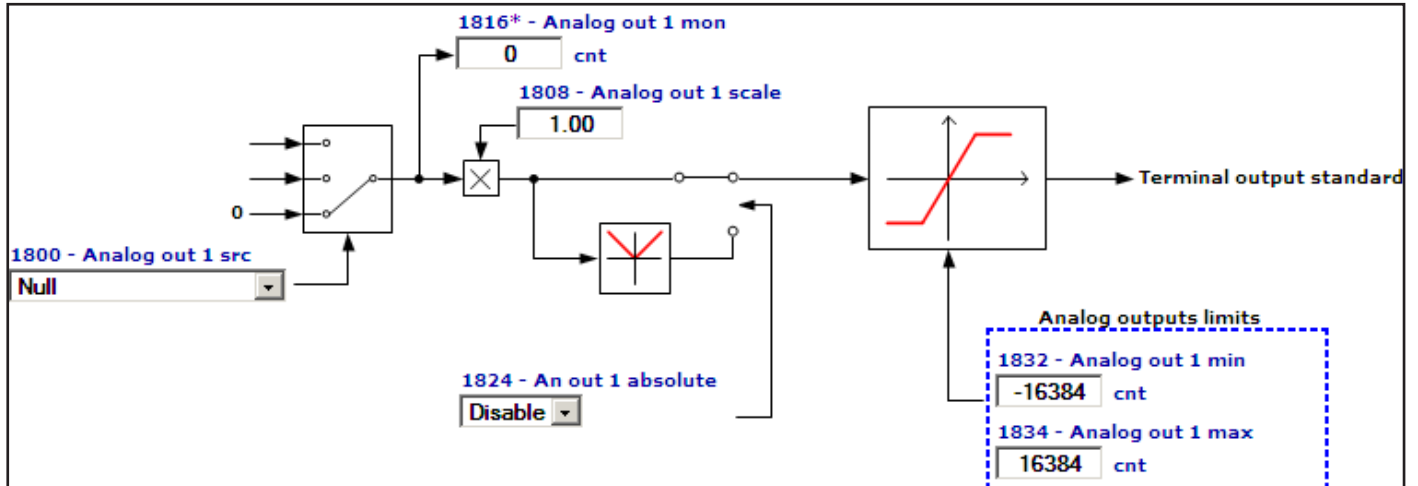 1816* - Analog out 1 mon
0 cnt
1808 - Analog out 1 scale
1.00
0
Terminal output standard
1800 - Analog out 1 src
Null
Analog outputs limits
1832 - Analog out 1 min
-16384 cnt
1824 - An out 1 absolute
Disable
1834 - Analog out 1 max
16384 cnt